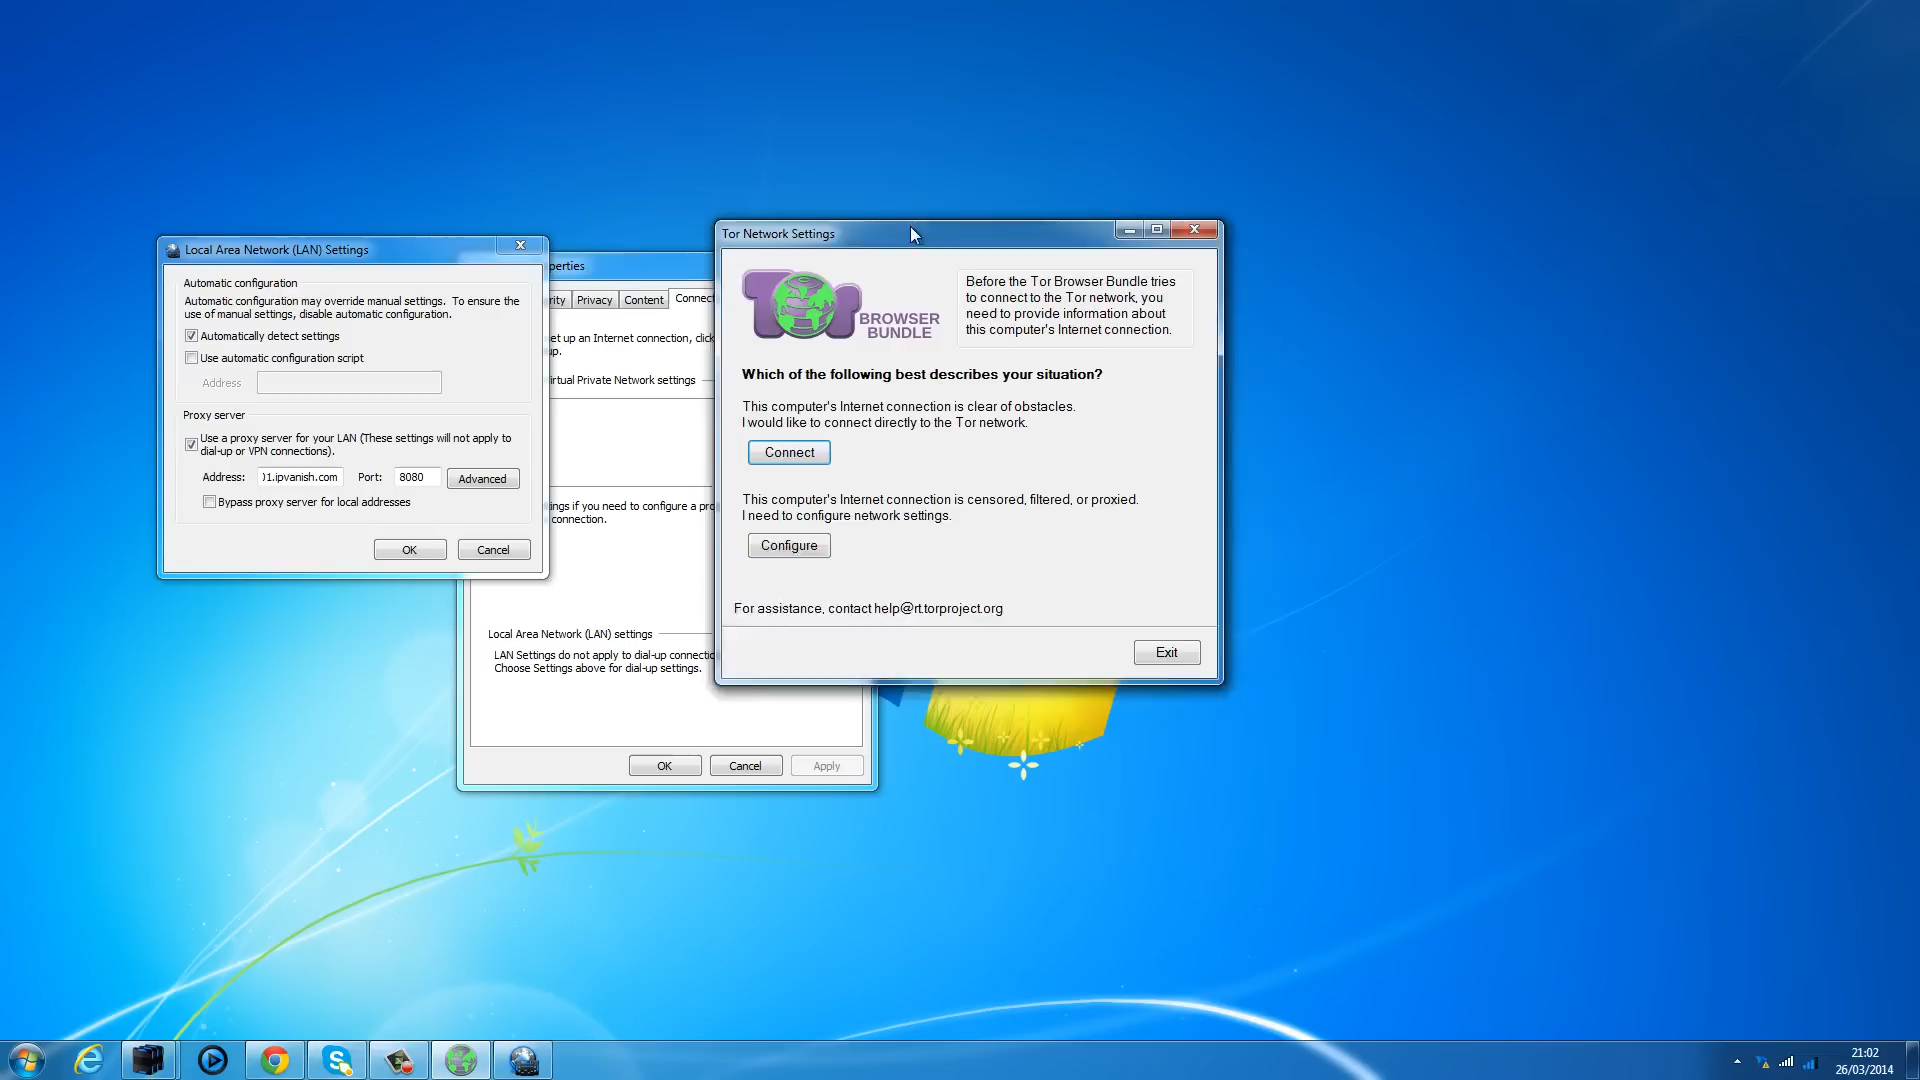 Local Area Network (LAN) Settings
Automatic configuration
Automatic configuration may override manual settings. To ensure the
use of manual settings, disable automatic configuration.
Automatically detect settings
Use automatic configuration script
Address
Proxy server
Use a proxy server for your LAN (These settings will not apply to
dial-up or VPN connections).
Address:
1.ipvanish.com
Port:
8080
Advanced
Bypass proxy server for local addresses
OK
Cancel
Privacy
Content
up an Internet connection, click
Private Network settings
if you need to configure a
connection.
Local Area Network (LAN) settings
LAN Settings do not apply to dial-up
Choose Settings above for dial-up settings.
OK
Cancel
Apply
Tor Network Settings
Tor
BROWSER
BUNDLE
Before the Tor Browser Bundle tries
to connect to the Tor network, you
need to provide information about
this computer's Internet connection.
Which of the following best describes your situation?
This computer's Internet connection is clear of obstacles.
I would like to connect directly to the Tor network.
Connect
This computer's Internet connection is censored, filtered, or proxied.
I need to configure network settings.
Configure
For assistance, contact help@rt.torproject.org
Exit
21:02
26/03/2014